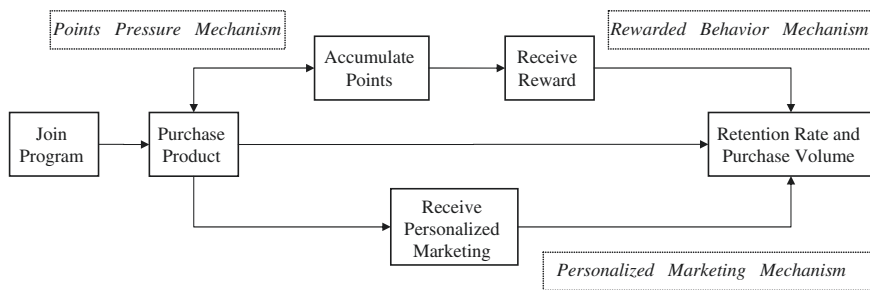 Points Pressure Mechanism
Rewarded Behavior Mechanism
Accumulate
Points
Receive
Reward
Join
Program
Purchase
Product
Retention Rate and
Purchase Volume
Receive
Personalized
Marketing
Personalized Marketing Mechanism